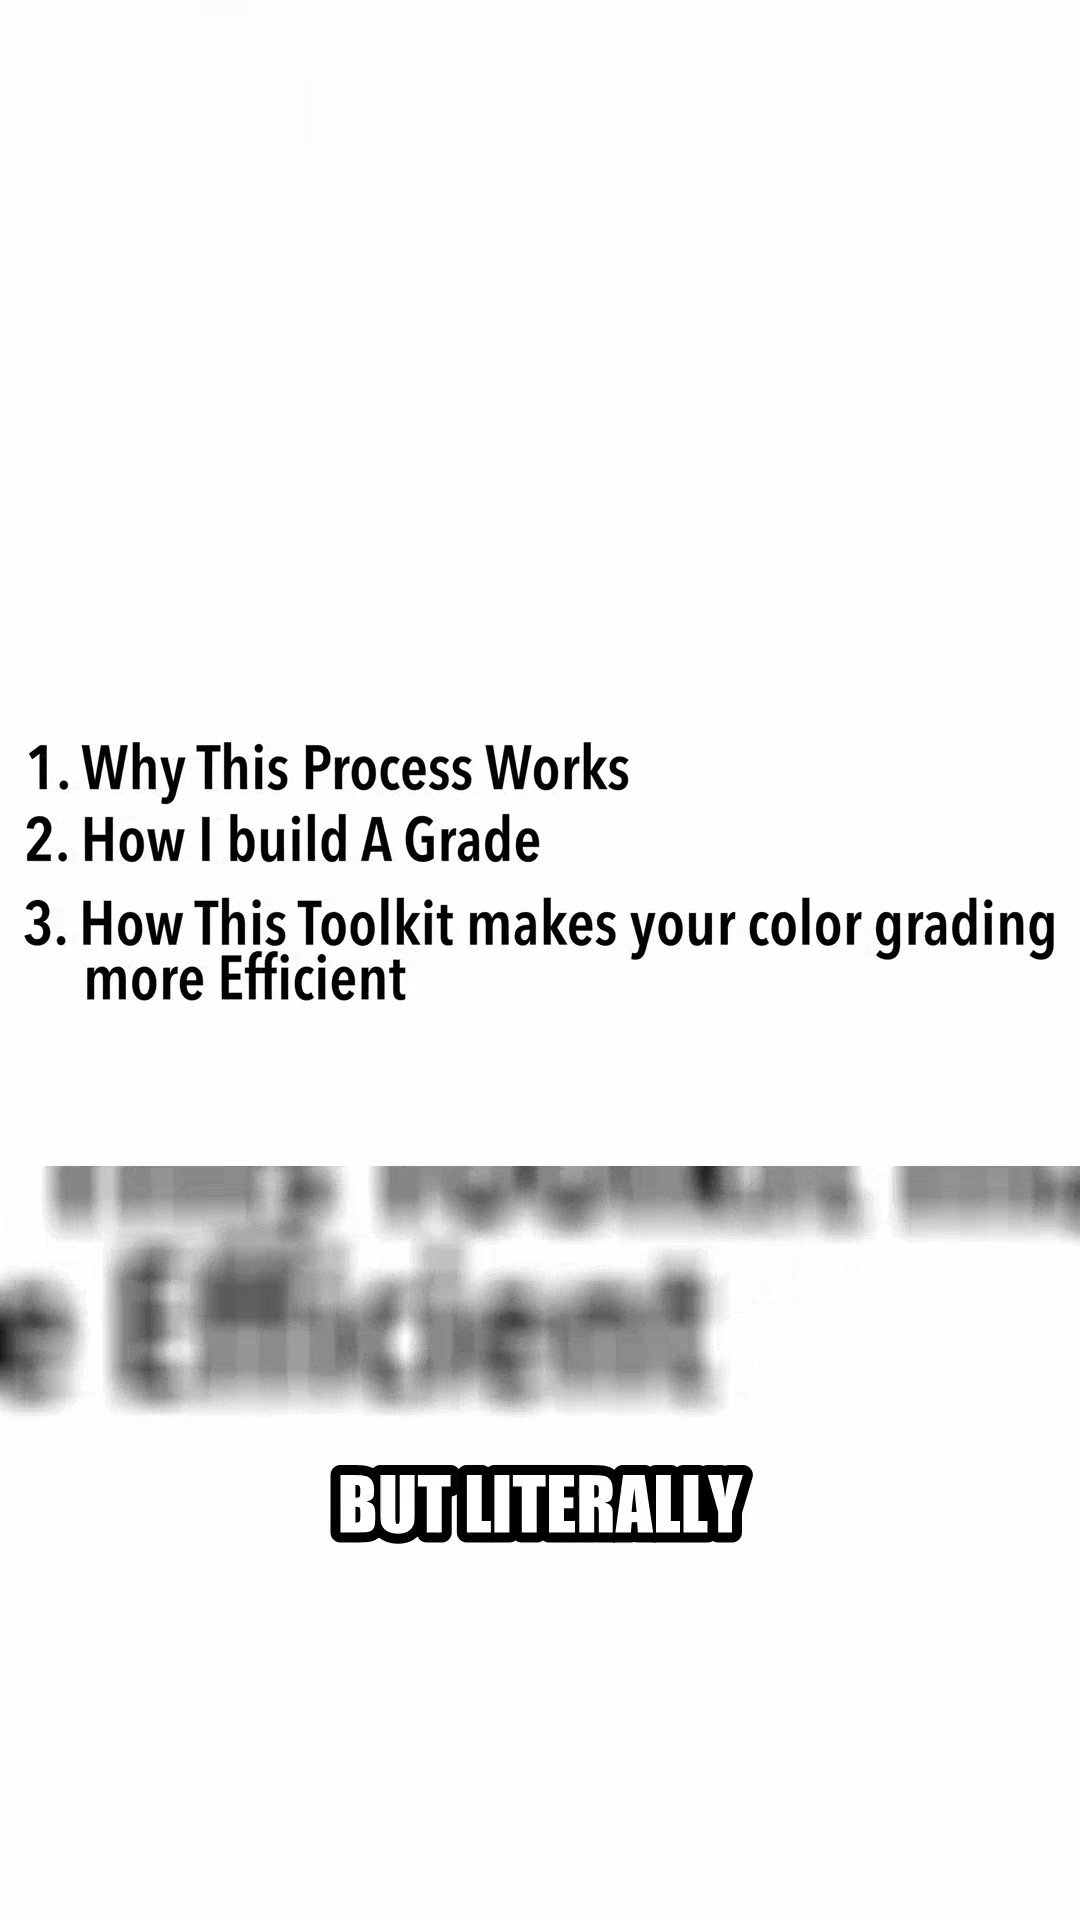 1. Why This Process Works
2. How I build A Grade
3. How This Toolkit makes your color grading
more Efficient
e Efficient
BUT LITERALLY